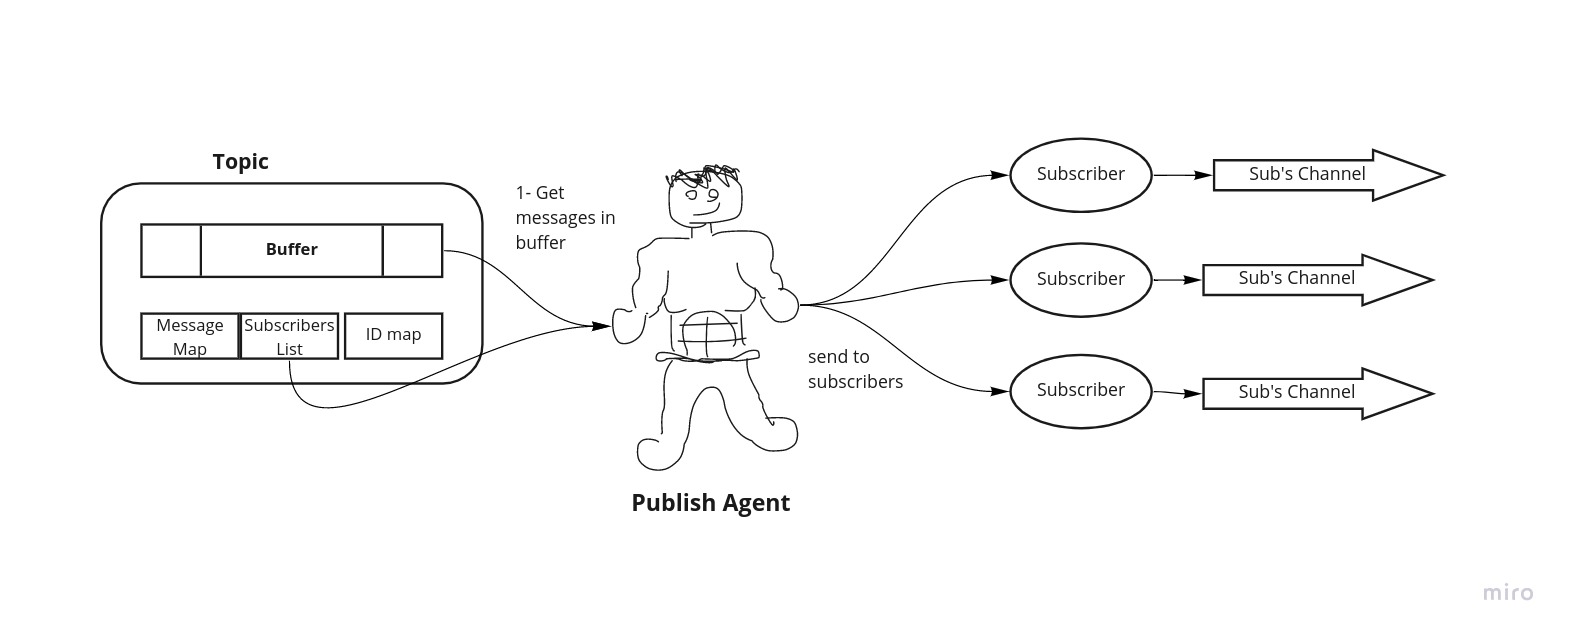 Topic
Buffer
Message
Map
Subscribers
List
ID map
1- Get
messages in
buffer
Publish Agent
send to
subscribers
Subscriber
Sub's Channel
Subscriber
Sub's Channel
Subscriber
Sub's Channel
miro